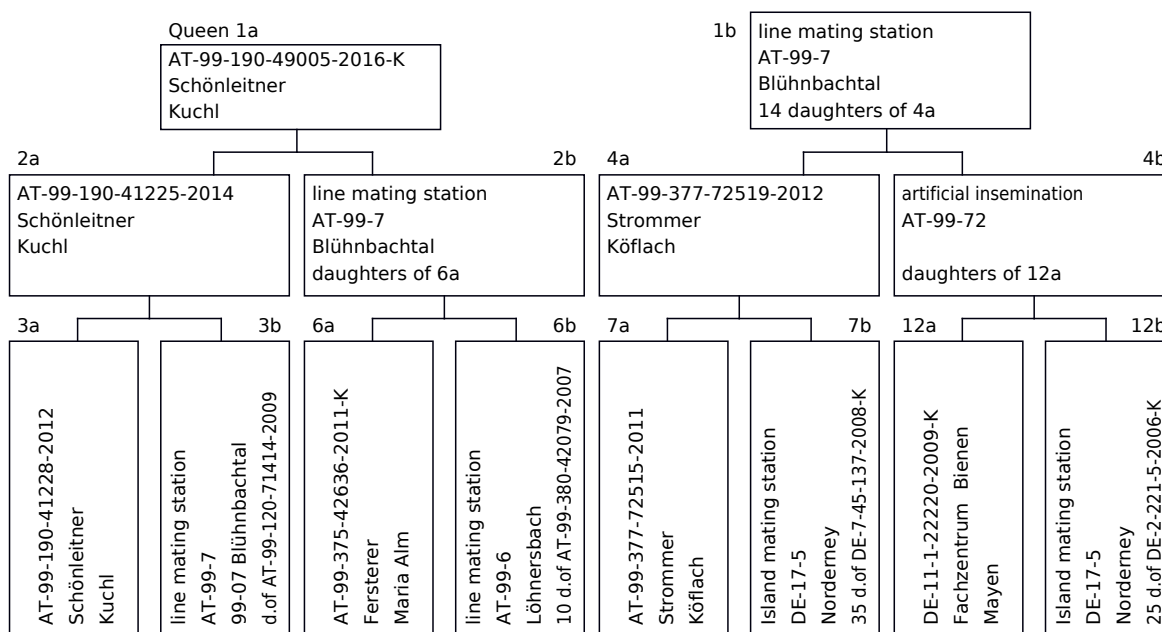 Queen 1a
AT-99-190-49005-2016-K
Schönleitner
Kuchl
1b
line mating station
AT-99-7
Blühnbachtal
14 daughters of 4a
2a
AT-99-190-41225-2014
Schönleitner
Kuchl
2b
line mating station
AT-99-7
Blühnbachtal
daughters of 6a
4a
AT-99-377-72519-2012
Strommer
Köflach
4b
artificial insemination
AT-99-72
daughters of 12a
3a
AT-99-190-41228-2012
Schönleitner
Kuchl
3b
line mating station
AT-99-7
99-07 Blühnbachtal
d.of AT-99-120-71414-2009
6a
AT-99-375-42636-2011-K
Fersterer
Maria Alm
6b
line mating station
AT-99-6
Löhnersbach
10 d.of AT-99-380-42079-2007
7a
AT-99-377-72515-2011
Strommer
Köflach
7b
Island mating station
DE-17-5
Norderney
35 d.of DE-7-45-137-2008-K
12a
DE-11-1-22220-2009-K
Fachzentrum Bienen
Mayen
12b
Island mating station
DE-17-5
Norderney
25 d.of DE-2-221-5-2006-K